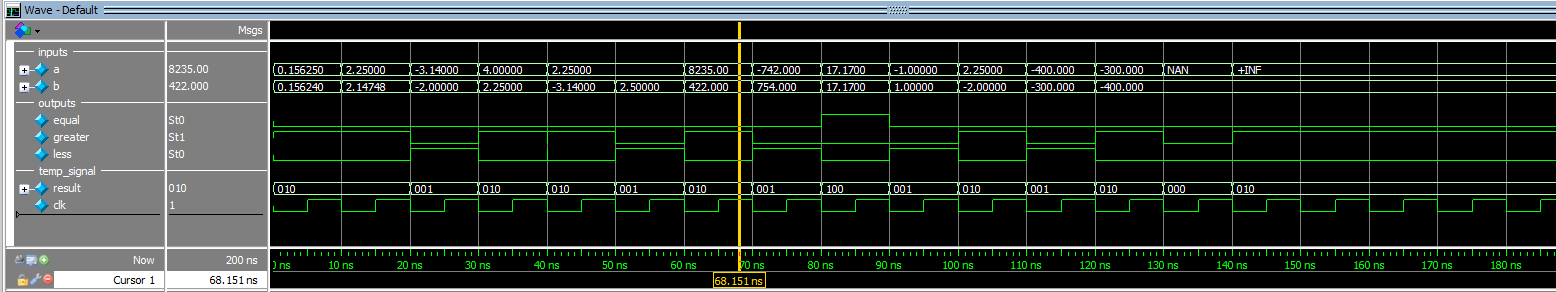 Wave - Default
Msgs
inputs
a 8235.00 0.156250 2.25000 -3.14000 4.00000 2.25000 8235.00 -742.000 17.1700 -1.00000 2.25000 -400.000 -300.000 NAN +INF
b 422.000 0.156240 2.14748 -2.00000 2.25000 -3.14000 2.50000 422.000 754.000 17.1700 1.00000 -2.00000 -300.000 -400.000
outputs
equal St0
greater St1
less St0
temp_signal
result 010 010 001 010 010 001 010 001 100 001 010 001 010 000 010
clk 1
Now 200 ns 0 ns 10 ns 20 ns 30 ns 40 ns 50 ns 60 ns 70 ns 80 ns 90 ns 100 ns 110 ns 120 ns 130 ns 140 ns 150 ns 160 ns 170 ns 180 ns
Cursor 1 68.151 ns 68.151 ns